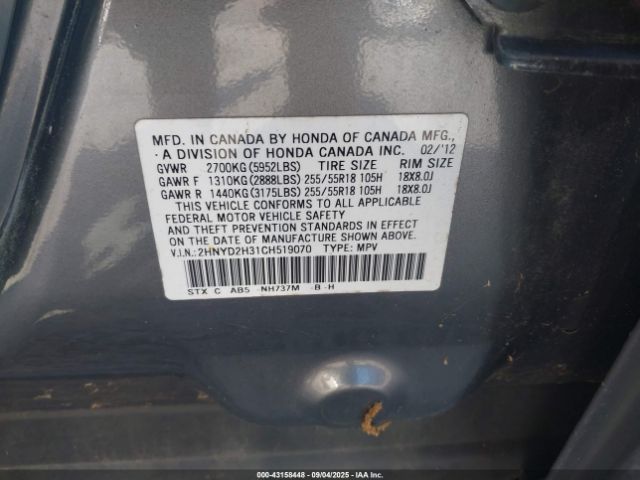 MFD. IN CANADA BY HONDA OF CANADA MFG.,
A DIVISION OF HONDA CANADA INC. 02/'12
GVWR 2700KG(5952LBS) TIRE SIZE RIM SIZE
GAWR F 1310KG(2888LBS) 255/55R18 105H 18X8.0J
GAWR R 1440KG(3175LBS) 255/55R18 105H 18X8.0J
THIS VEHICLE CONFORMS TO ALL APPLICABLE
FEDERAL MOTOR VEHICLE SAFETY
AND THEFT PREVENTION STANDARDS IN EFFECT
ON THE DATE OF MANUFACTURE SHOWN ABOVE.
V.I.N.: 2HNYD2H31CH519070 TYPE: MPV
STX C AB5 -NH737M -B -H
000-43158448 - 09/04/2025 - Copyright IAA, Inc.